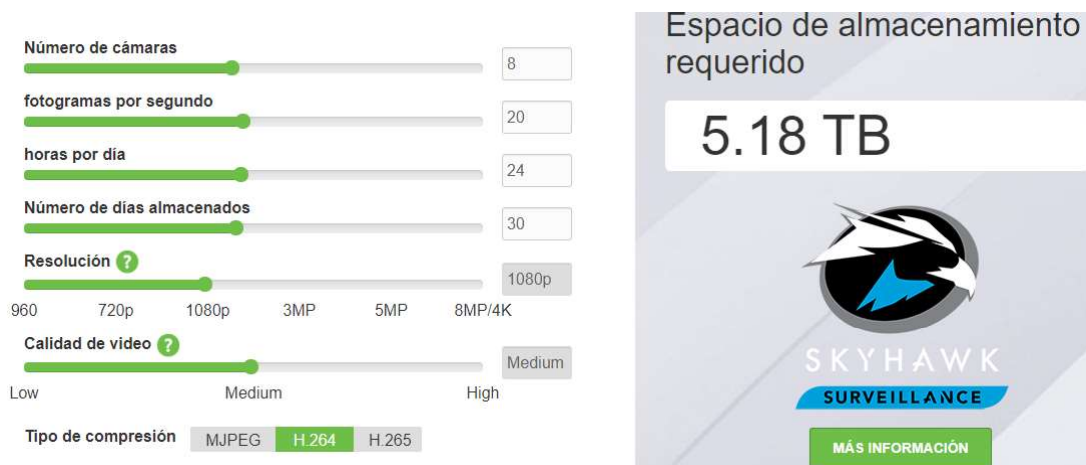 Número de cámaras
8
fotogramas por segundo
20
horas por día
24
Número de días almacenados
30
Resolución ?
1080p
960 720p 1080p 3MP 5MP 8MP/4K
Calidad de video ?
Medium
Low Medium High
Tipo de compresión MJPEG H.264 H.265
Espacio de almacenamiento
requerido
5.18 TB
SKYHAWK
SURVEILLANCE
MÁS INFORMACIÓN